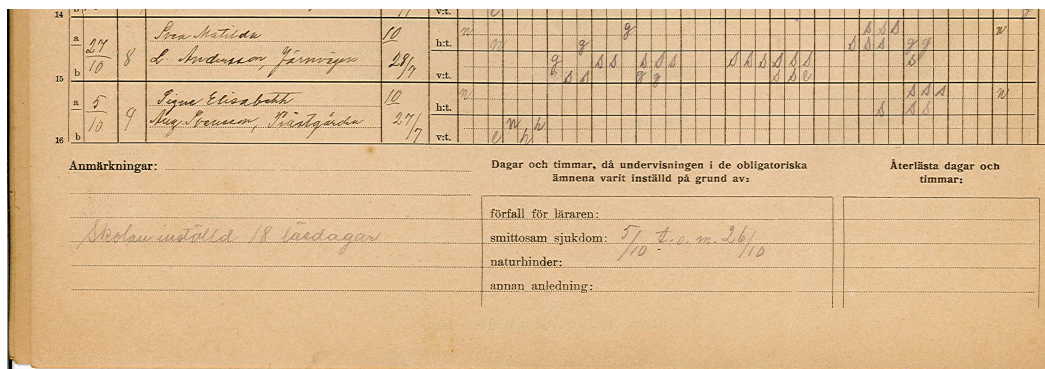 14 v:t.
a Svea Matilda 10 n g s s s n
27/10 8 h:t. n g s s s g g
L. Andersson, Järnvägen 28/7 g s s s s s s s s s s s s s
15 b v:t. s s g g s s
a 5/10 Signe Elisabeth 10 n s s s n
9 h:t. s s s
Aug. Svensson, Prästgårda 27/7 n h
16 b v:t. e h
Anmärkningar:
Skolan inställd 18 läsdagar
Dagar och timmar, då undervisningen i de obligatoriska
ämnena varit inställd på grund av:
förfall för läraren:
smittosam sjukdom: 5/10 t.o.m. 26/10
naturhinder:
annan anledning:
Återlästa dagar och
timmar: